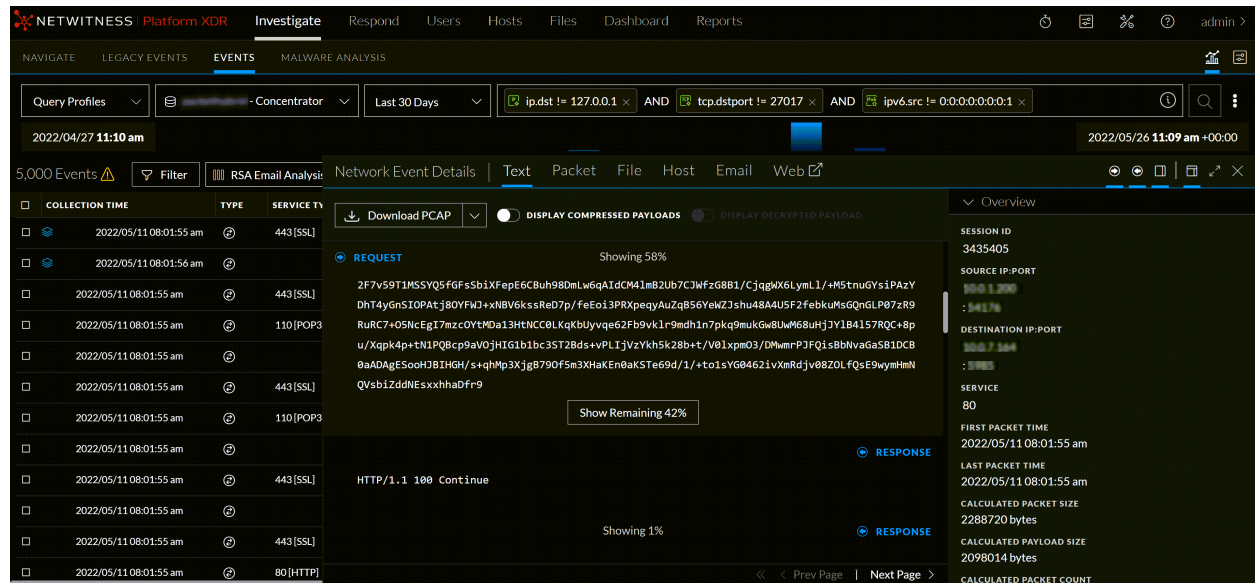 NETWITNESS Platform XDR Investigate Respond Users Hosts Files Dashboard Reports admin >
NAVIGATE LEGACY EVENTS EVENTS MALWARE ANALYSIS
Query Profiles - Concentrator Last 30 Days ip.dst != 127.0.0.1 × AND tcp.dstport != 27017 × AND ipv6.src != 0:0:0:0:0:0:0:1 ×
2022/04/27 11:10 am 2022/05/26 11:09 am +00:00
5,000 Events Filter RSA Email Analysis Network Event Details Text Packet File Host Email Web
COLLECTION TIME TYPE SERVICE TY
Download PCAP DISPLAY COMPRESSED PAYLOADS DISPLAY DECRYPTED PAYLOAD
2022/05/11 08:01:55 am 443 [SSL]
2022/05/11 08:01:56 am
2022/05/11 08:01:55 am 443 [SSL]
2022/05/11 08:01:55 am 110 [POP3
2022/05/11 08:01:55 am
2022/05/11 08:01:55 am 443 [SSL]
2022/05/11 08:01:55 am 110 [POP3
2022/05/11 08:01:55 am
2022/05/11 08:01:55 am 443 [SSL]
2022/05/11 08:01:55 am
2022/05/11 08:01:55 am 443 [SSL]
2022/05/11 08:01:55 am 80 [HTTP]
REQUEST Showing 58%
2F7v59T1MSSYQ5fGFsSbiXFepE6CBuh98DmLw6qAIdCM4lmB2Ub7CJWfzG8B1/CjqgWX6LymLl/+M5tnuGYsiPAzY
DhT4yGnSIOPAtj8OYFWJ+xNBV6kssReD7p/feEoi3PRXpeqyAuZqB56YeWZJshu48A4U5F2febkuMsGQnGLP07zR9
RuRC7+O5NcEgI7mzcOYtMDa13HtNCC0LKqKbUyvqe62Fb9vklr9mdh1n7pkq9mukGw8UwM68uHjJYlB4l57RQC+8p
u/Xqpk4p+tN1PQBcp9aVOjHIG1b1bc3ST2Bds+vPLIjVzYkh5k28b+t/V0lxpmO3/DMwmrPJFQisBbNvaGaSB1DCB
0aADAgESooHJBIHGH/s+qhMp3XjgB79Of5m3XHaKEn0aKSTe69d/1/+to1sYG0462ivXmRdjv08ZOLfQsE9wymHmN
QVsbiZddNEsxxhhaDfr9
Show Remaining 42%
RESPONSE
HTTP/1.1 100 Continue
Showing 1% RESPONSE
Prev Page Next Page
Overview
SESSION ID
3435405
SOURCE IP:PORT
DESTINATION IP:PORT
SERVICE
80
FIRST PACKET TIME
2022/05/11 08:01:55 am
LAST PACKET TIME
2022/05/11 08:01:55 am
CALCULATED PACKET SIZE
2288720 bytes
CALCULATED PAYLOAD SIZE
2098014 bytes
CALCULATED PACKET COUNT